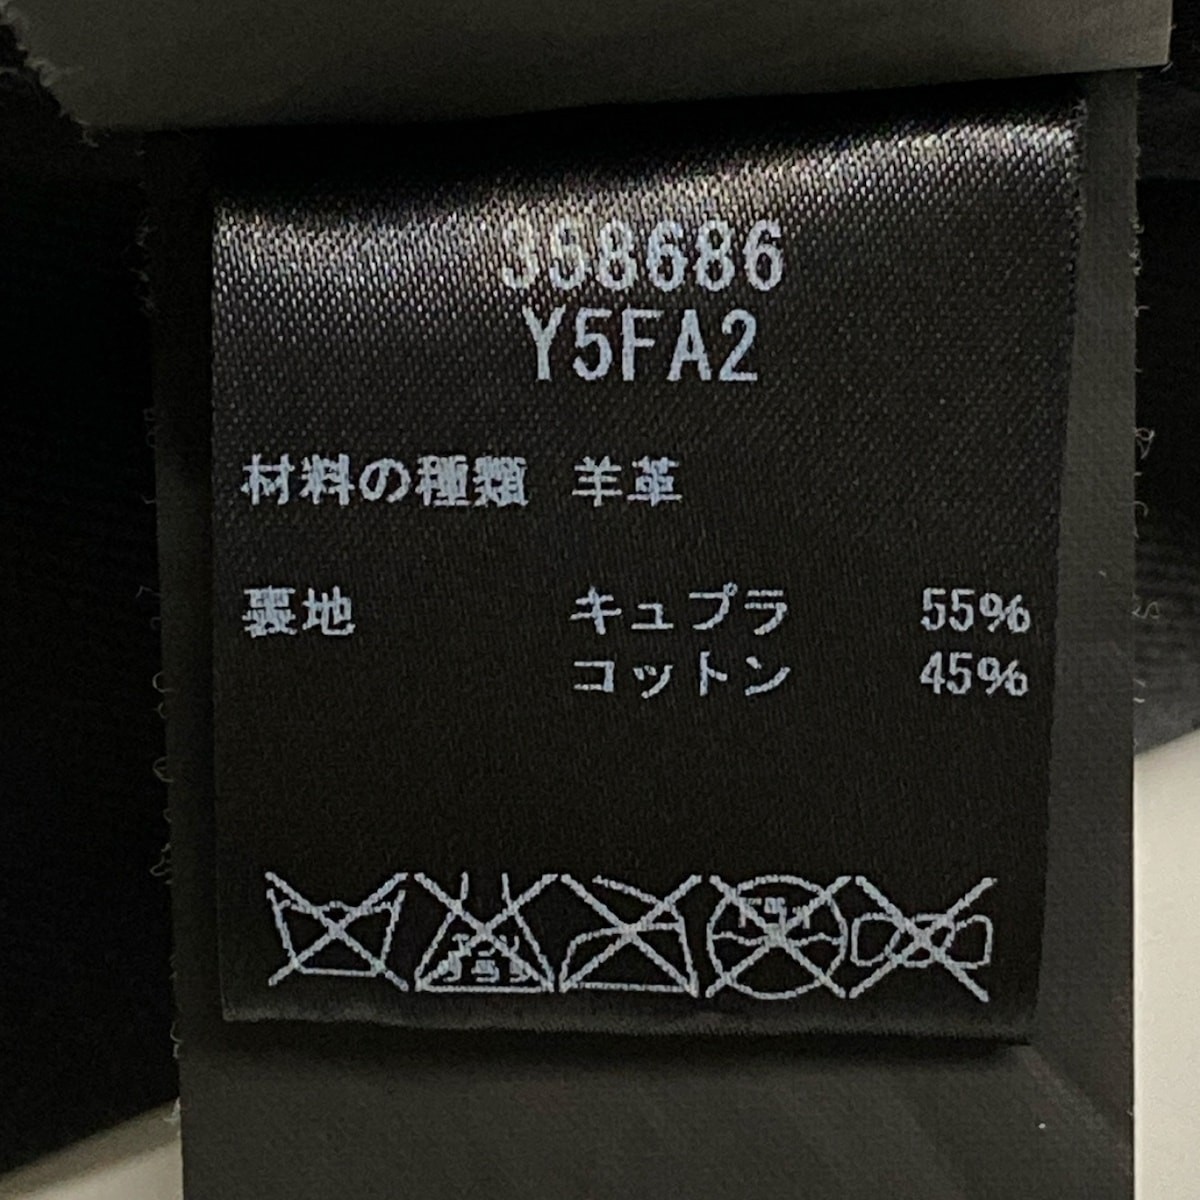 358686
Y5FA2
材料の種類 羊革
裏地 キュプラ 55%
コットン 45%